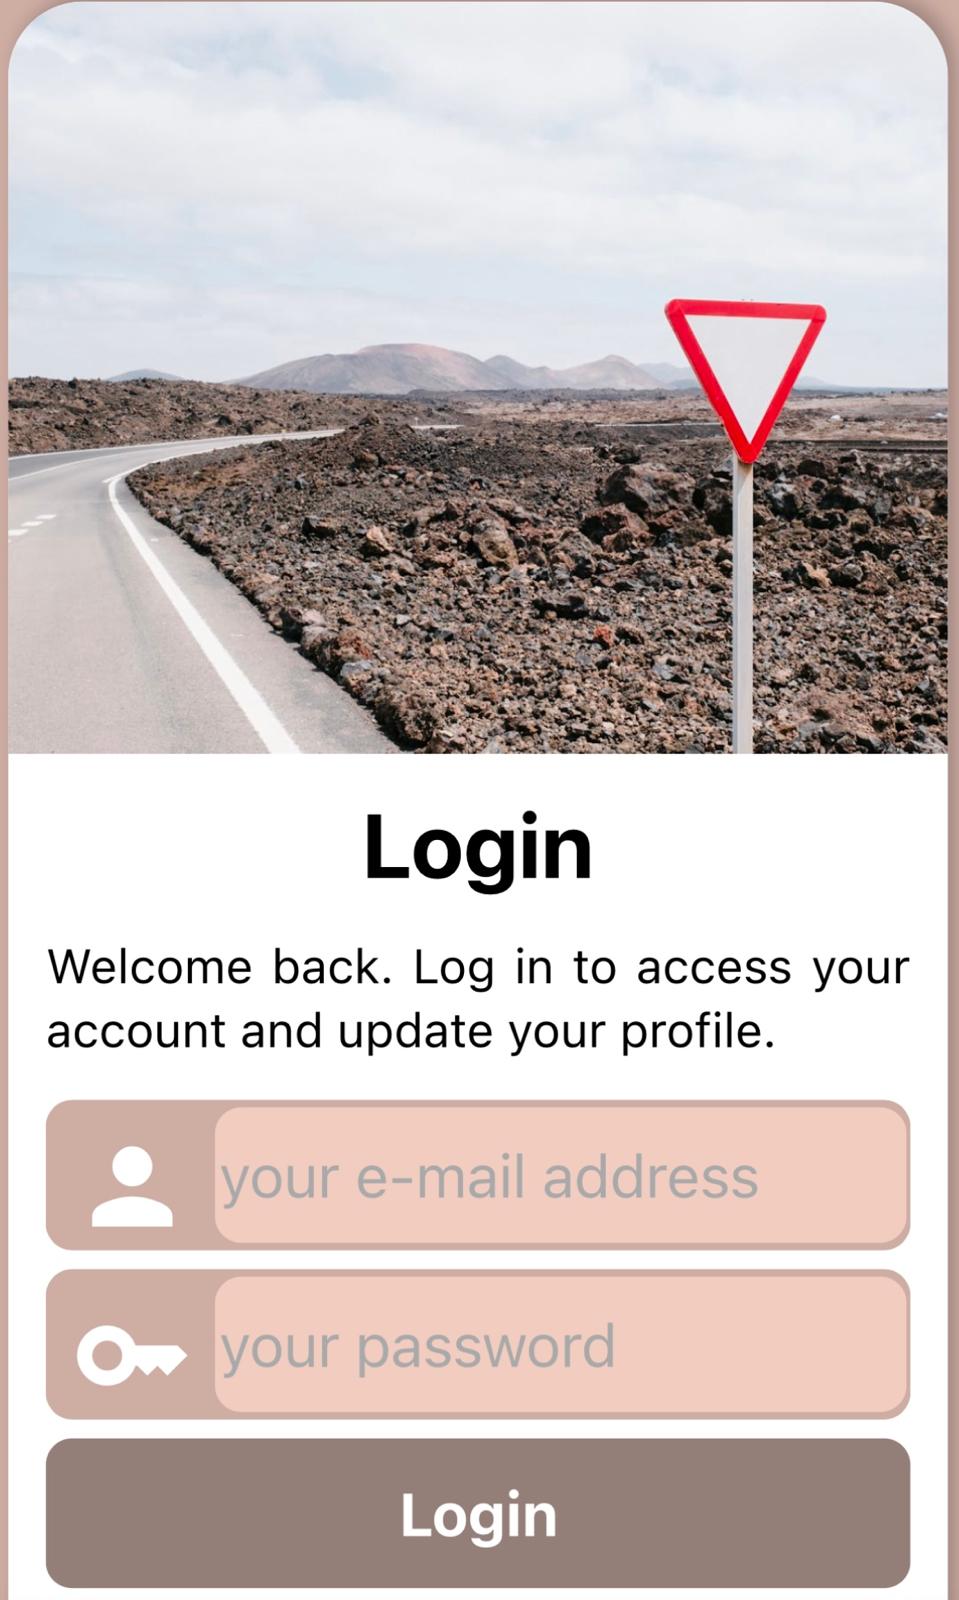 Login
Welcome back. Log in to access your
account and update your profile.
your e-mail address
your password
Login